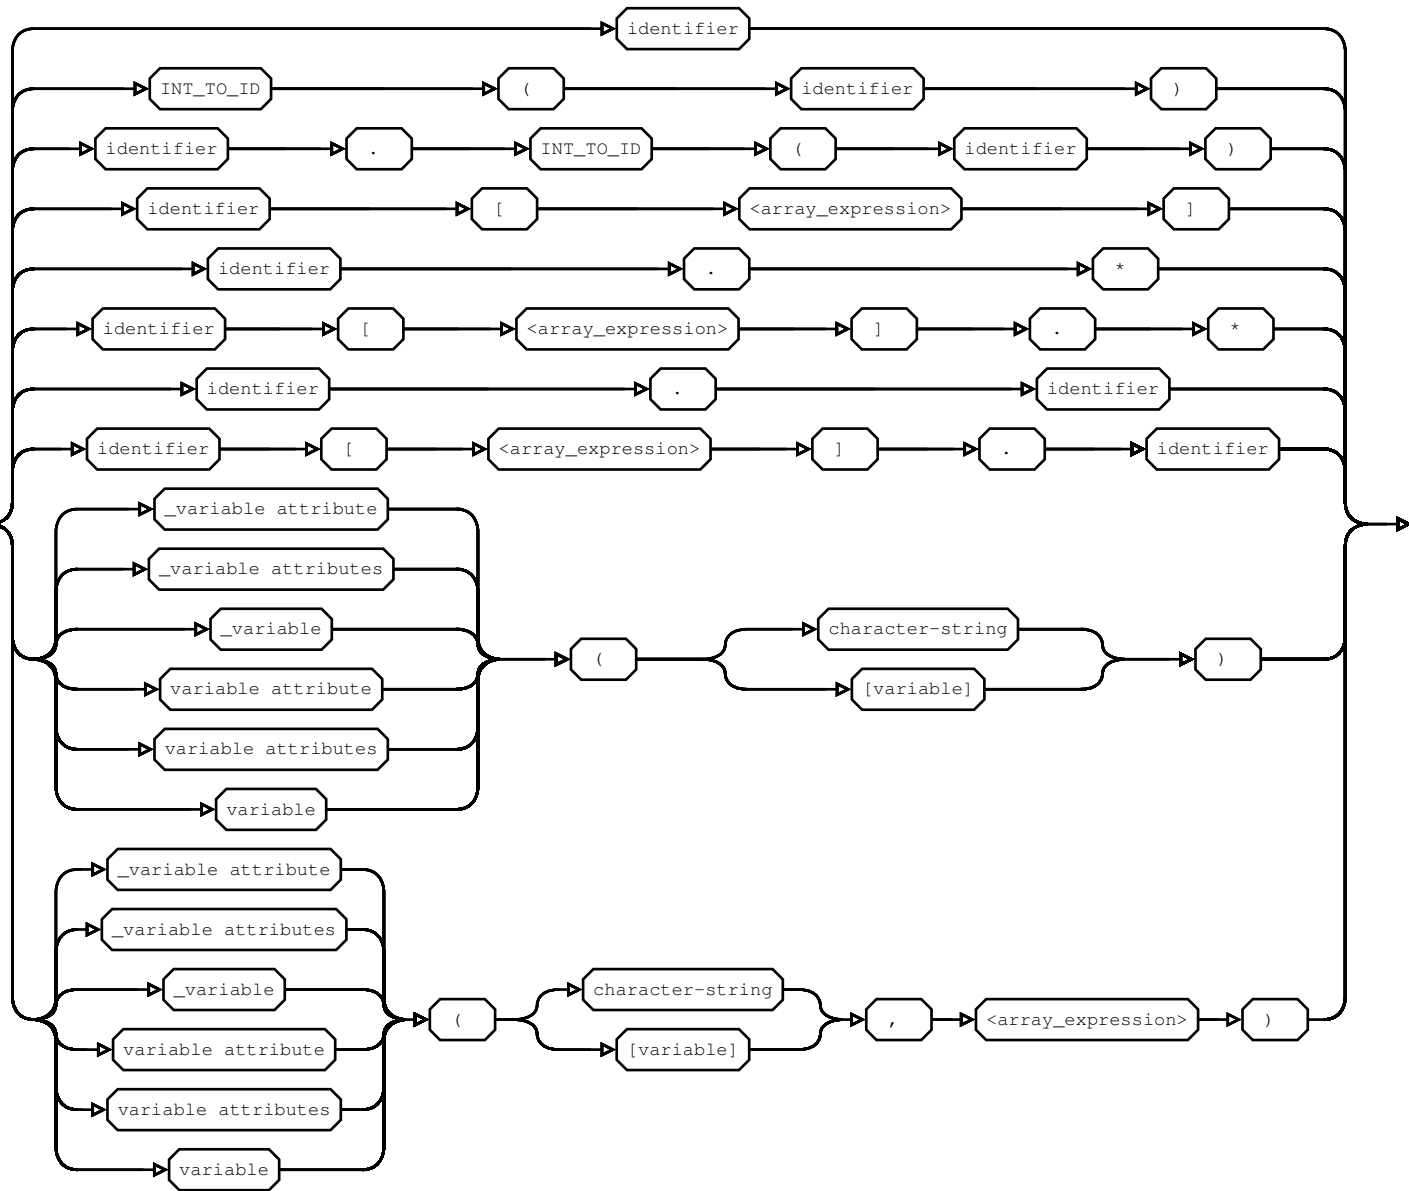 identifier
INT_TO_ID ( identifier )
identifier . INT_TO_ID ( identifier )
identifier [ <array_expression> ]
identifier . *
identifier [ <array_expression> ] . *
identifier . identifier
identifier [ <array_expression> ] . identifier
_variable attribute
_variable attributes
_variable character-string
( )
variable attribute [variable]
variable attributes
variable
_variable attribute
_variable attributes
_variable character-string
( , <array_expression> )
variable attribute [variable]
variable attributes
variable